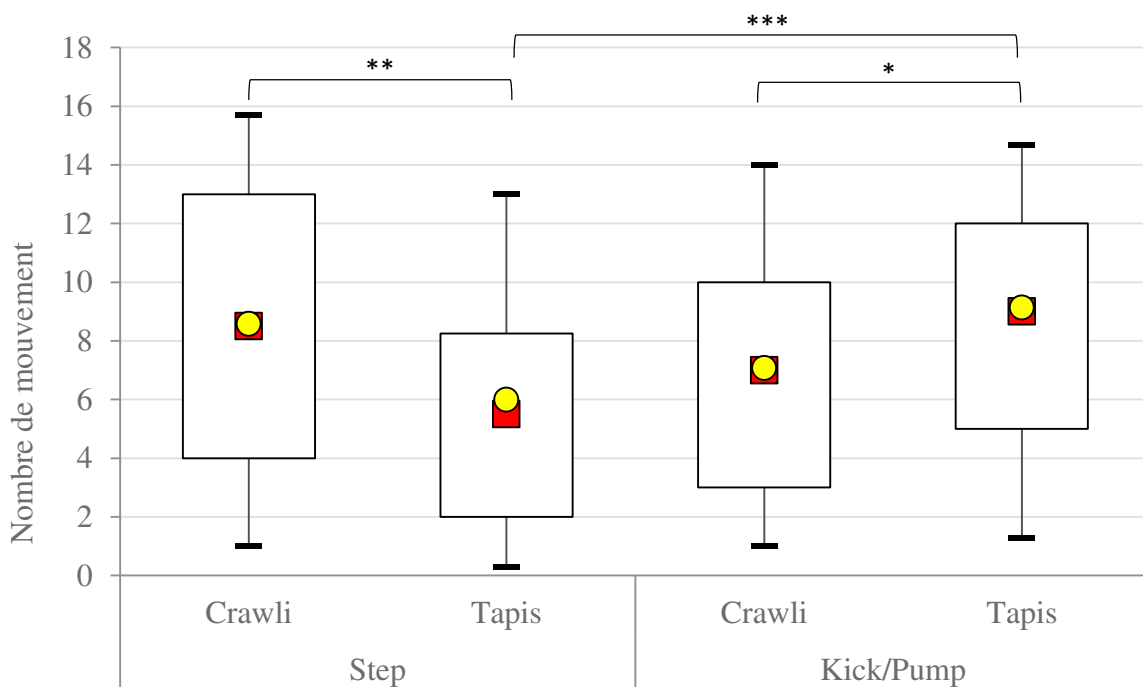 ***
**
*
18
16
14
12
10
8
6
4
2
0
Nombre de mouvement
Crawli
Tapis
Crawli
Tapis
Step
Kick/Pump